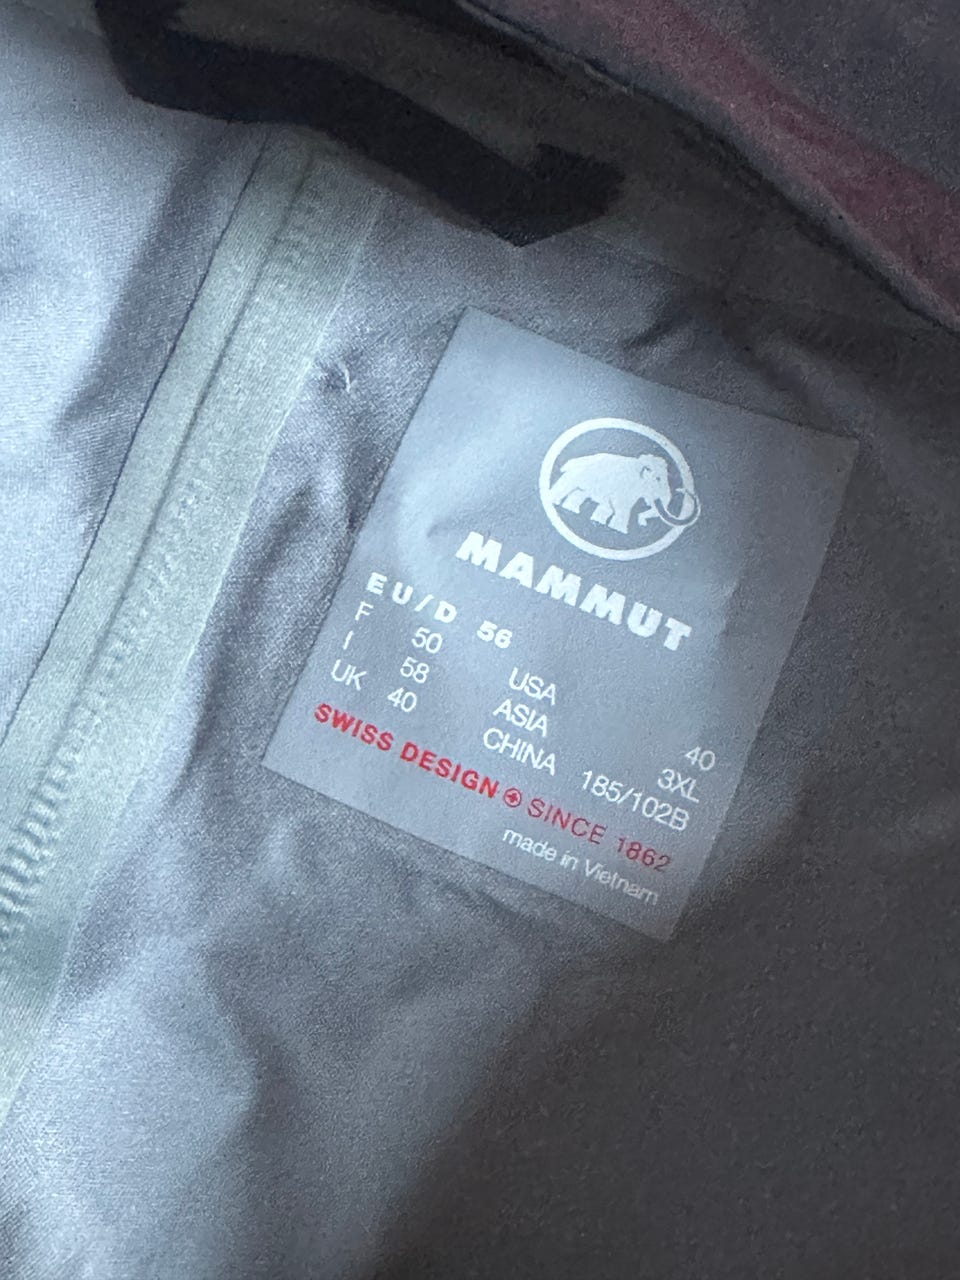 MAMMUT
EU/D 56
F 50 USA 40
I 58 ASIA 3XL
UK 40 CHINA 185/102B
SWISS DESIGN SINCE 1862
made in Vietnam